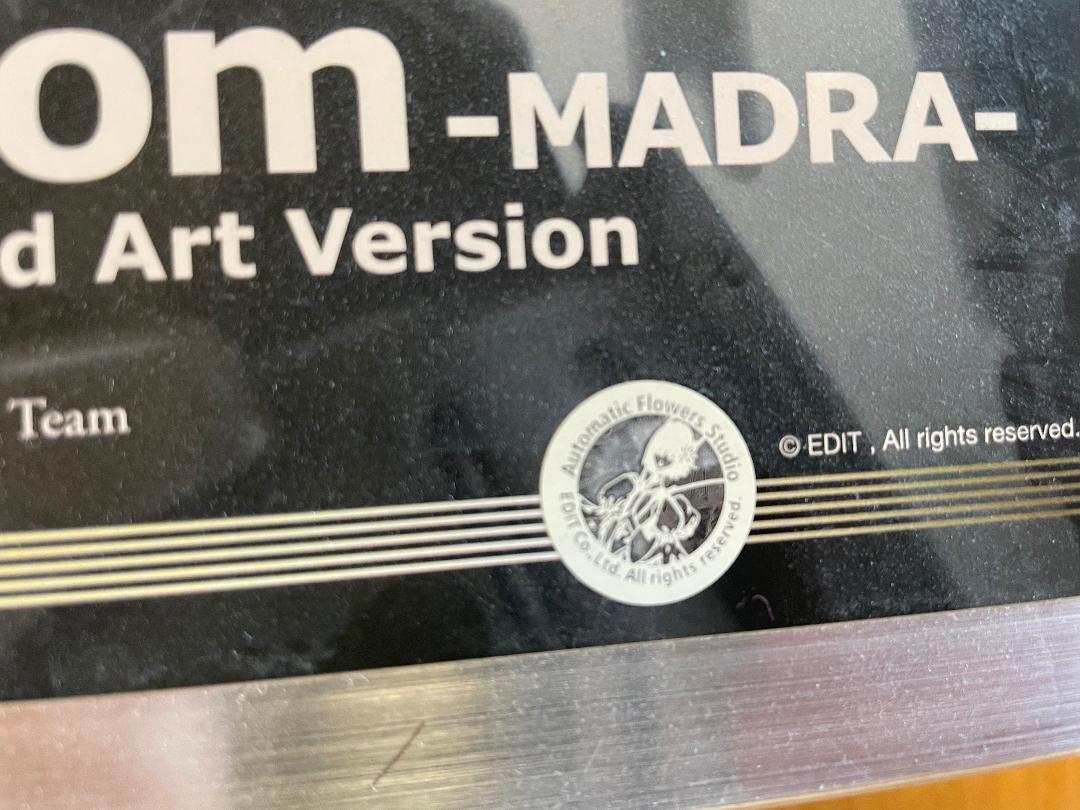 om -MADRA-
d Art Version
Team
Automatic Flowers Studio
EDIT Co., Ltd. All rights reserved.
© EDIT , All rights reserved.